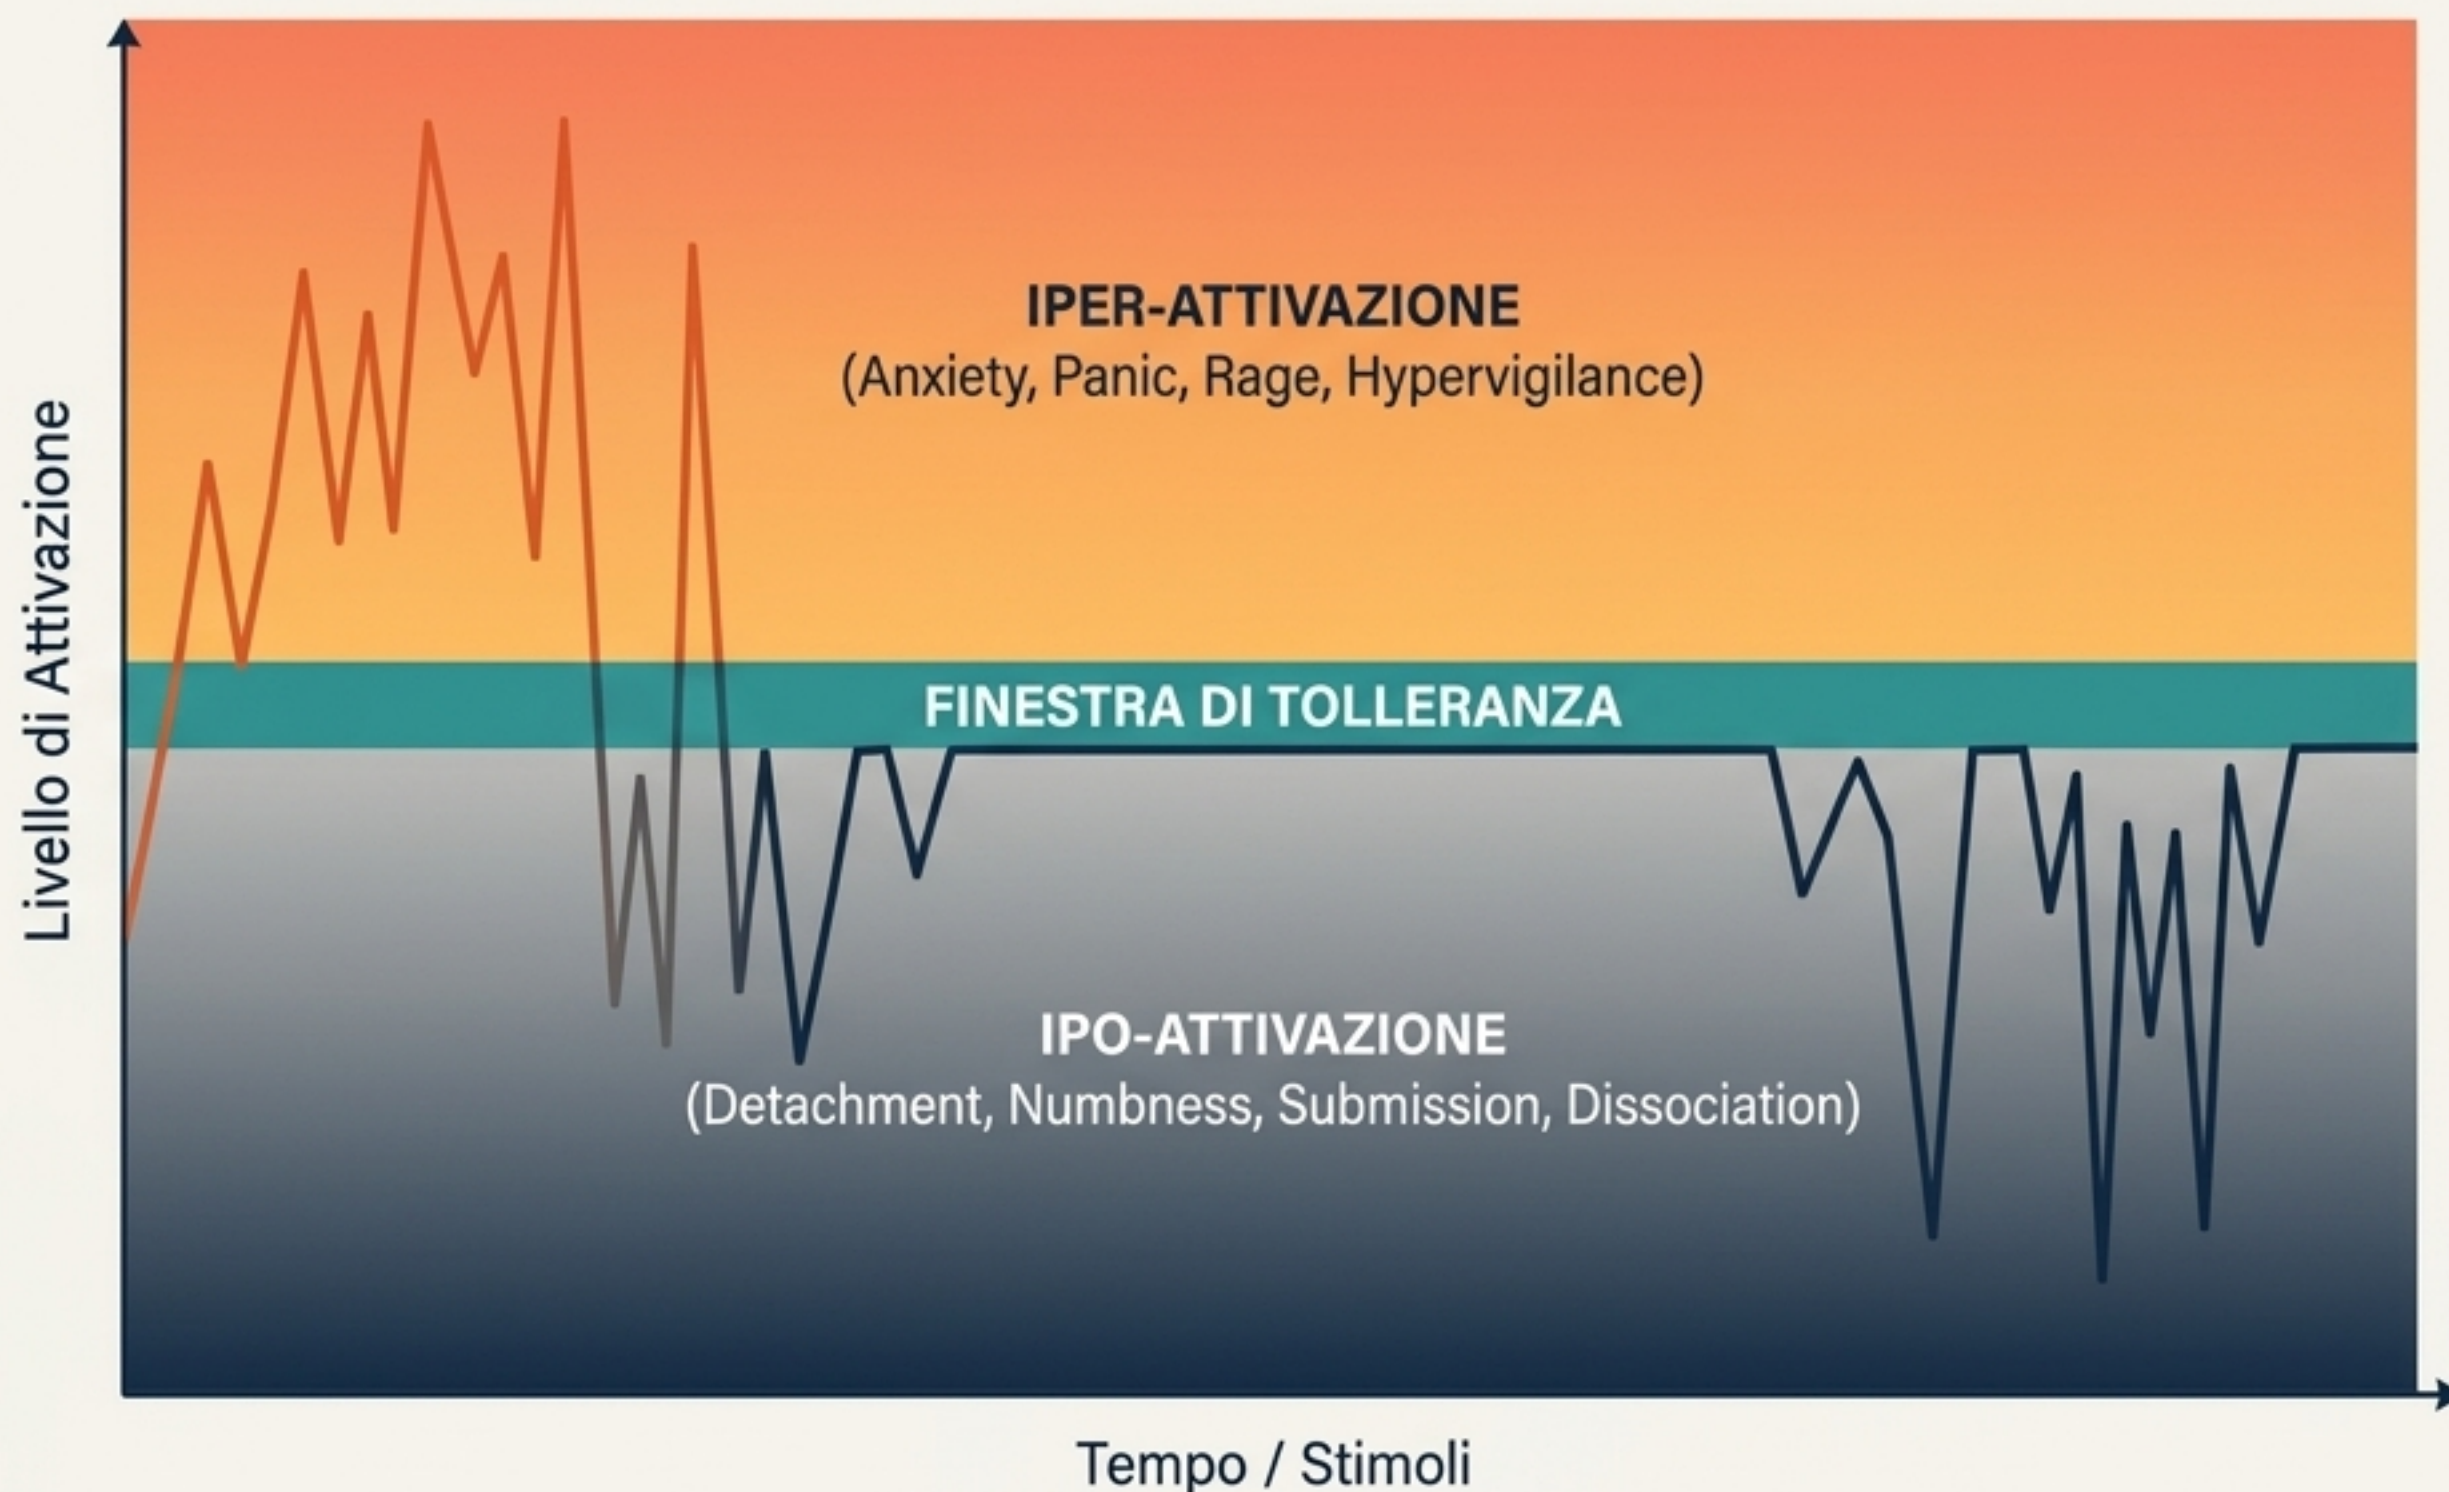 Livello di Attivazione
IPER-ATTIVAZIONE
(Anxiety, Panic, Rage, Hypervigilance)
FINESTRA DI TOLLERANZA
IPO-ATTIVAZIONE
(Detachment, Numbness, Submission, Dissociation)
Tempo / Stimoli